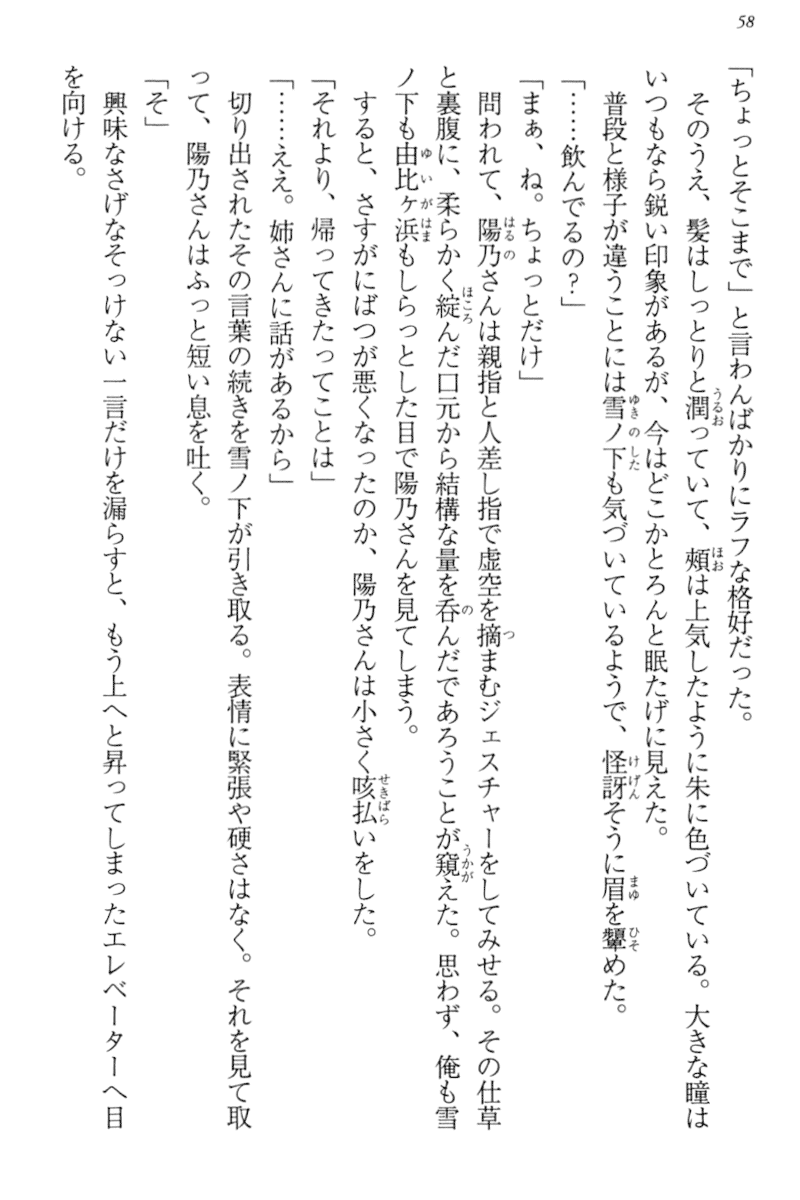 58
「ちょっとそこまで」と言わんばかりにラフな格好だった。
そのうえ、髪はしっとりと潤っていて、頰は上気したように朱に色づいている。大きな瞳は
いつもなら鋭い印象があるが、今はどこかとろんと眠たげに見えた。
普段と様子が違うことには雪ノ下も気づいているようで、怪訝そうに眉を顰めた。
「……飲んでるの?」
「まぁ、ね。ちょっとだけ」
問われて、陽乃さんは親指と人差し指で虚空を摘まむジェスチャーをしてみせる。その仕草
と裏腹に、柔らかく綻んだ口元から結構な量を呑んだであろうことが窺えた。思わず、俺も雪
ノ下も由比ヶ浜もしらっとした目で陽乃さんを見てしまう。
すると、さすがにばつが悪くなったのか、陽乃さんは小さく咳払いをした。
「それより、帰ってきたってことは」
「……ええ。姉さんに話があるから」
切り出されたその言葉の続きを雪ノ下が引き取る。表情に緊張や硬さはなく。それを見て取
って、陽乃さんはふっと短い息を吐く。
「そ」
興味なさげなそっけない一言だけを漏らすと、もう上へと昇ってしまったエレベーターへ目
を向ける。